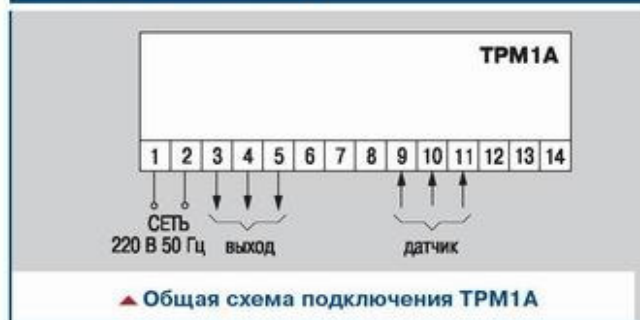 ТРМ1А
1 2 3 4 5 6 7 8 9 10 11 12 13 14
СЕТЬ
220 В 50 Гц
выход
датчик
Общая схема подключения ТРМ1А